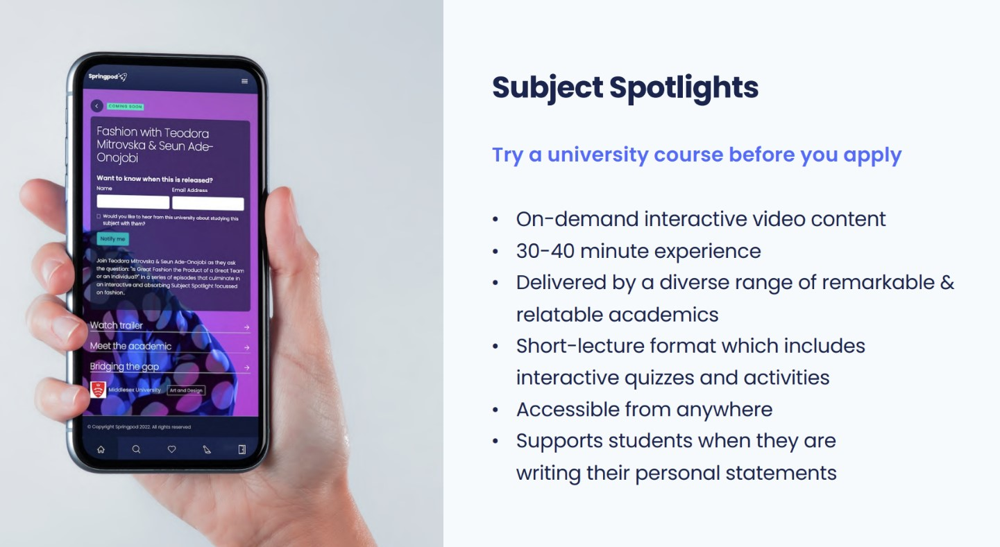 Springpod
COMING SOON
Fashion with Teodora
Mitrovska & Seun Ade-
Onojobi
Want to know when this is released?
Name
Email Address
Would you like to hear from this university about studying this
subject with them?
Notify me
Join Teodora Mitrovska & Seun Ade-Onojobi as they ask
the question: "Is Great Fashion the Product of a Great Team
or an Individual?" in a series of episodes that culminate in
an interactive and absorbing Subject Spotlight focussed
on fashion..
Watch trailer
Meet the academic
Bridging the gap
Middlesex University
Art and Design
© Copyright Springpod 2022. All rights reserved.
Subject Spotlights
Try a university course before you apply
• On-demand interactive video content
• 30-40 minute experience
• Delivered by a diverse range of remarkable &
relatable academics
• Short-lecture format which includes
interactive quizzes and activities
• Accessible from anywhere
• Supports students when they are
writing their personal statements